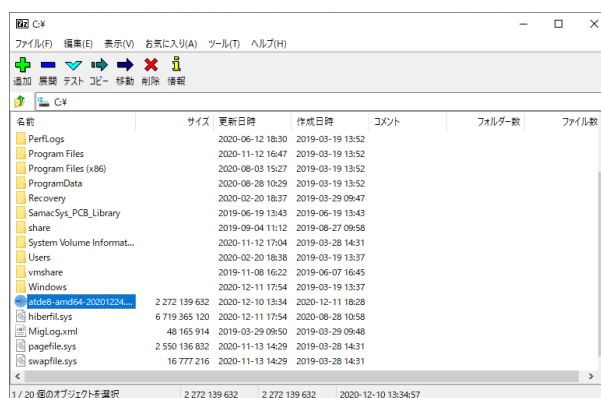 7z C:¥
ファイル(F) 編集(E) 表示(V) お気に入り(A) ツール(T) ヘルプ(H)
追加 展開 テスト コピー 移動 削除 情報
C:¥
名前 サイズ 更新日時 作成日時 コメント フォルダー数 ファイル数
PerfLogs 2020-06-12 18:30 2019-03-19 13:52
Program Files 2020-11-12 16:47 2019-03-19 13:52
Program Files (x86) 2020-08-03 15:27 2019-03-19 13:52
ProgramData 2020-08-28 10:29 2019-03-19 13:52
Recovery 2020-02-20 18:37 2019-03-29 09:47
SamacSys_PCB_Library 2019-06-19 13:43 2019-06-19 13:43
share 2019-09-04 11:12 2019-08-27 09:58
System Volume Informat... 2020-11-12 17:04 2019-03-28 14:31
Users 2020-02-20 18:38 2019-03-19 13:37
vmshare 2019-11-08 16:22 2019-06-07 16:45
Windows 2020-12-11 17:54 2019-03-19 13:37
atde8-amd64-20201224.... 2 272 139 632 2020-12-10 13:34 2020-12-11 18:28
hiberfil.sys 6 719 365 120 2020-12-11 17:54 2020-08-28 10:58
MigLog.xml 48 165 914 2019-03-29 09:50 2019-03-29 09:48
pagefile.sys 2 550 136 832 2020-11-13 14:29 2019-03-28 14:31
swapfile.sys 16 777 216 2020-11-13 14:29 2019-03-28 14:31
1 / 20 個のオブジェクトを選択 2 272 139 632 2 272 139 632 2020-12-10 13:34:57